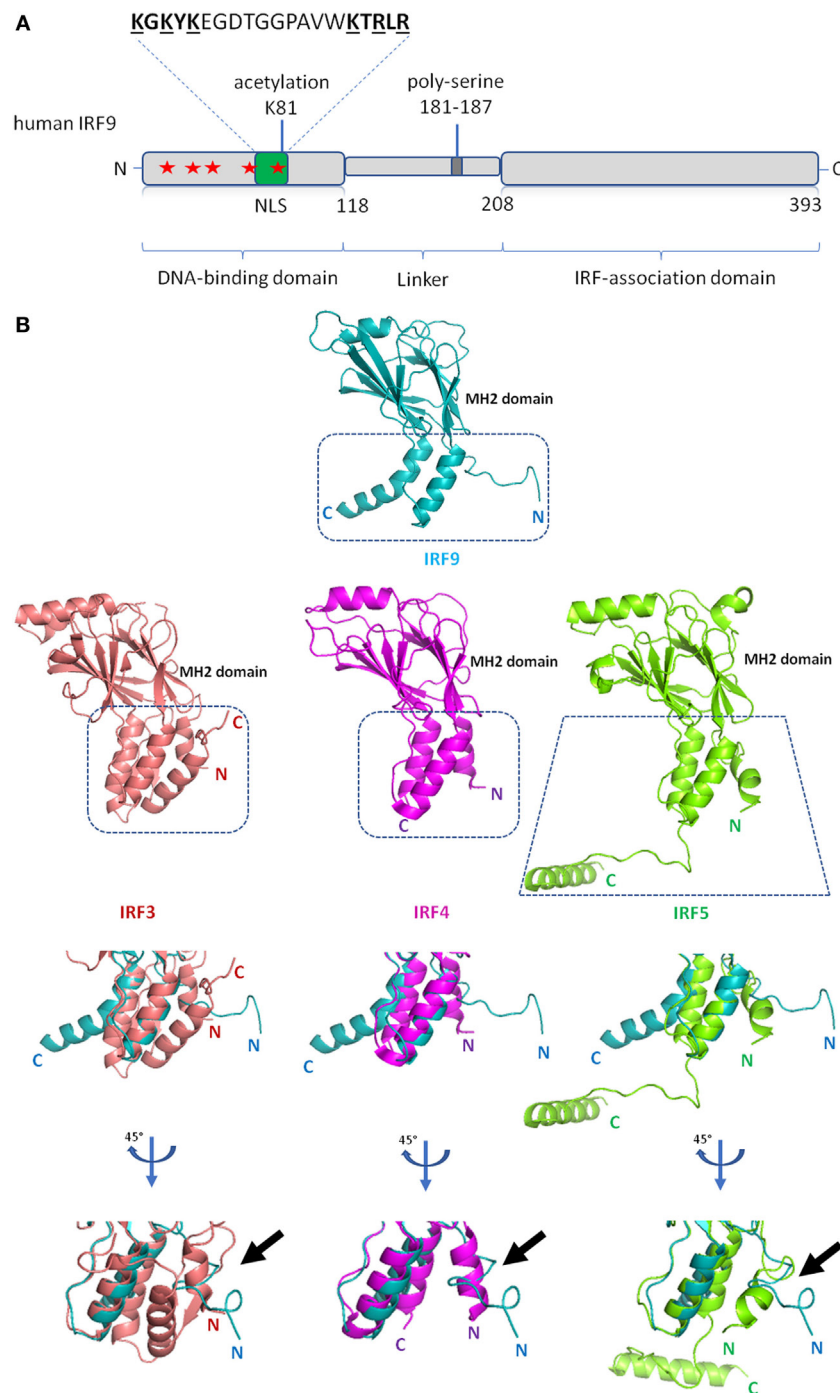 A
KGKYKEGDTGGPAVWKTRLR
acetylation
K81
poly-serine
181-187
human IRF9
N
C
NLS
118
208
393
DNA-binding domain
Linker
IRF-association domain
B
MH2 domain
C
N
IRF9
MH2 domain
C
N
MH2 domain
N
C
MH2 domain
N
C
IRF3
IRF4
IRF5
C
C
N
N
C
N
N
C
N
N
C
45°
45°
45°
N
N
C
N
N
N
N
C